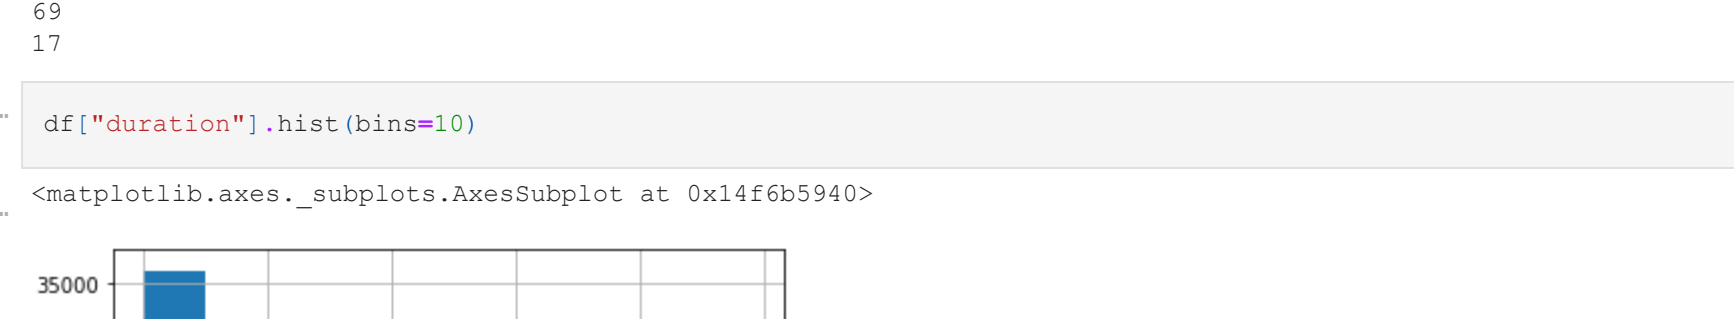 69
17
df["duration"].hist(bins=10)
<matplotlib.axes._subplots.AxesSubplot at 0x14f6b5940>
35000